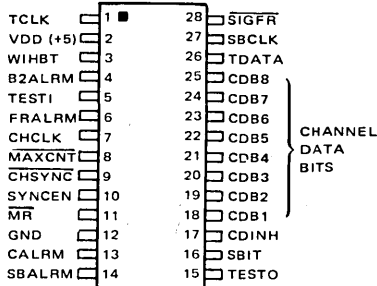 TCLK 1 28 SIGFR
VDD (+5) 2 27 SBCLK
WIHBT 3 26 TDATA
B2ALRM 4 25 CDB8
TESTI 5 24 CDB7
FRALRM 6 23 CDB6
CHCLK 7 22 CDB5
MAXCNT 8 21 CDB4
CHSYNC 9 20 CDB3
SYNCEN 10 19 CDB2
MR 11 18 CDB1
GND 12 17 CDINH
CALRM 13 16 SBIT
SBALRM 14 15 TESTO
CHANNEL
DATA
BITS